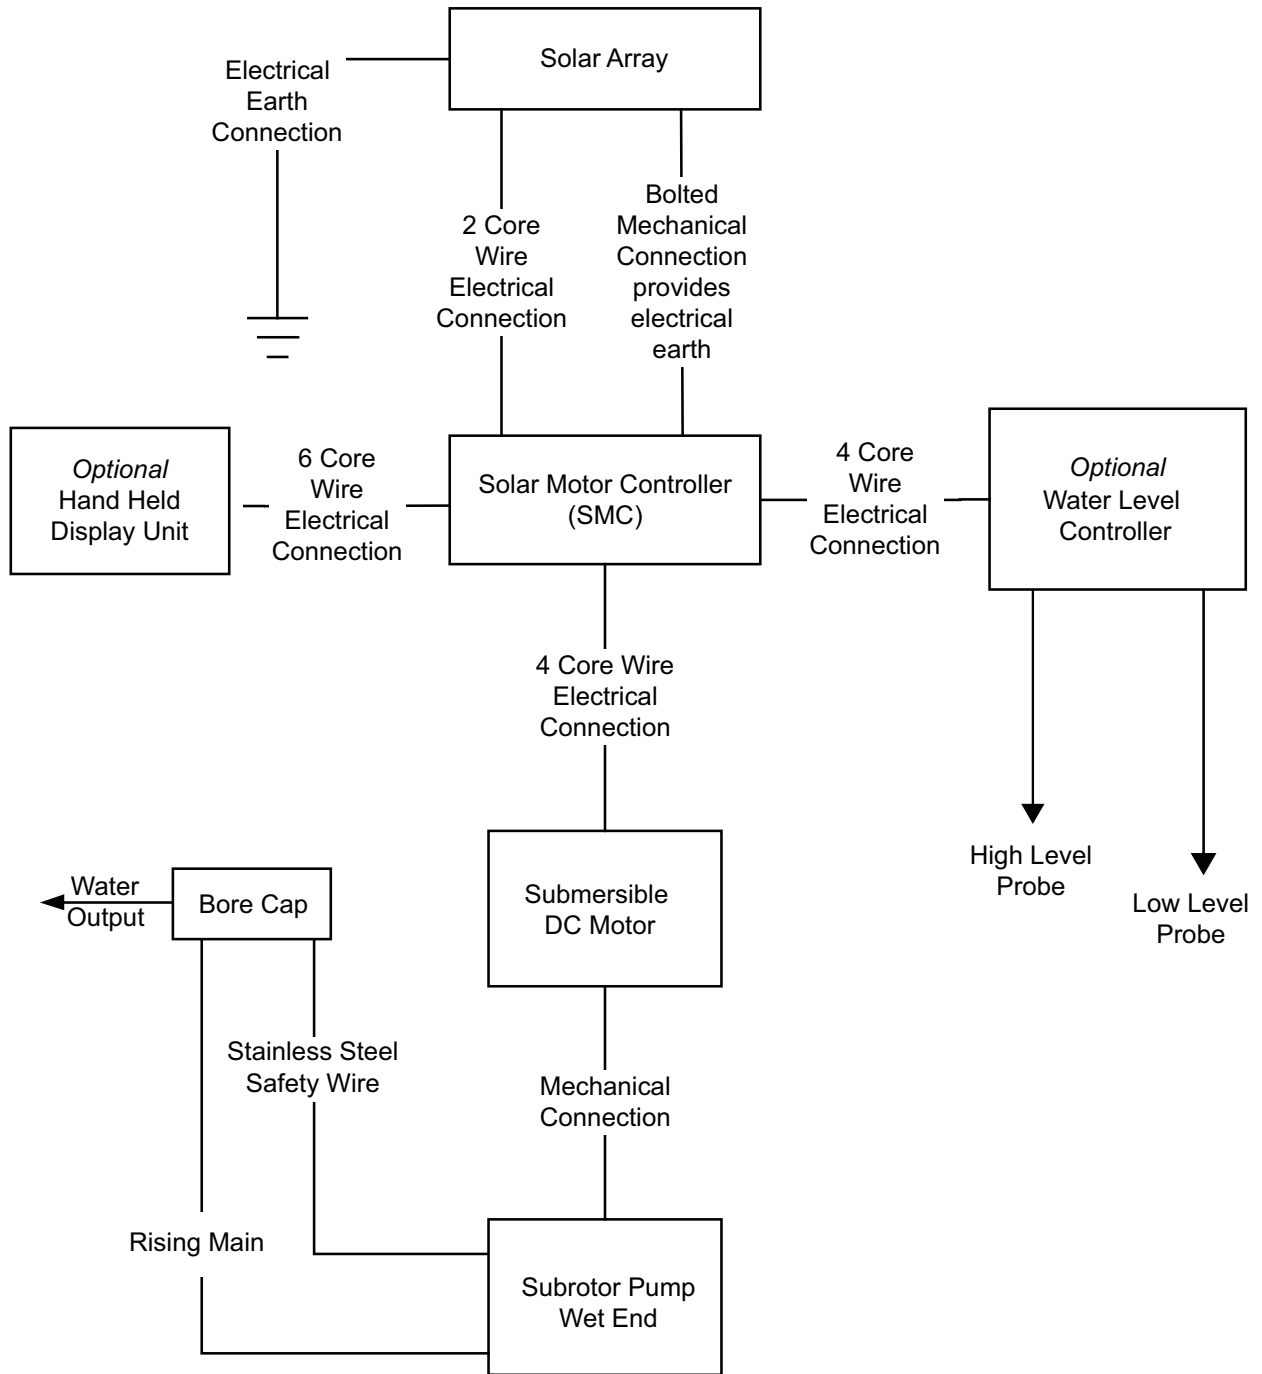 Solar Array
Electrical
Earth
Connection
2 Core
Wire
Electrical
Connection
Bolted
Mechanical
Connection
provides
electrical
earth
Optional
Hand Held
Display Unit
6 Core
Wire
Electrical
Connection
Solar Motor Controller
(SMC)
4 Core
Wire
Electrical
Connection
Optional
Water Level
Controller
4 Core Wire
Electrical
Connection
High Level
Probe
Low Level
Probe
Water
Output
Bore Cap
Submersible
DC Motor
Stainless Steel
Safety Wire
Mechanical
Connection
Rising Main
Subrotor Pump
Wet End